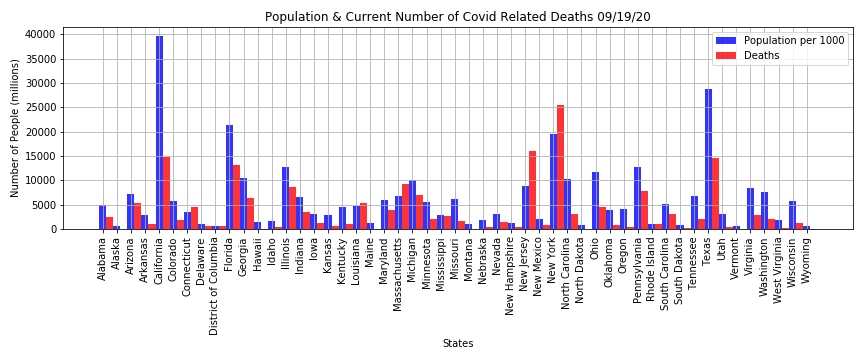 Population & Current Number of Covid Related Deaths 09/19/20
Population per 1000
Deaths
Number of People (millions)
40000
35000
30000
25000
20000
15000
10000
5000
0
Alabama
Alaska
Arizona
Arkansas
California
Colorado
Connecticut
Delaware
District of Columbia
Florida
Georgia
Hawaii
Idaho
Illinois
Indiana
Iowa
Kansas
Kentucky
Louisiana
Maine
Maryland
Massachusetts
Michigan
Minnesota
Mississippi
Missouri
Montana
Nebraska
Nevada
New Hampshire
New Jersey
New Mexico
New York
North Carolina
North Dakota
Ohio
Oklahoma
Oregon
Pennsylvania
Rhode Island
South Carolina
South Dakota
Tennessee
Texas
Utah
Vermont
Virginia
Washington
West Virginia
Wisconsin
Wyoming
States